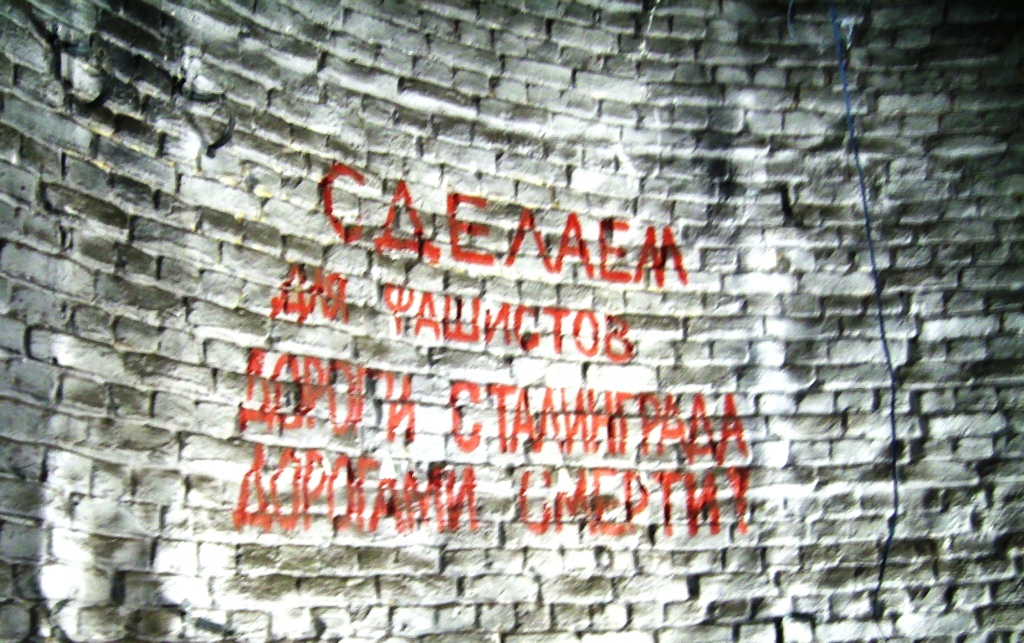 СДЕЛАЕМ
ДЛЯ ФАШИСТОВ
ДОРОГИ СТАЛИНГРАДА
ДОРОГАМИ СМЕРТИ!